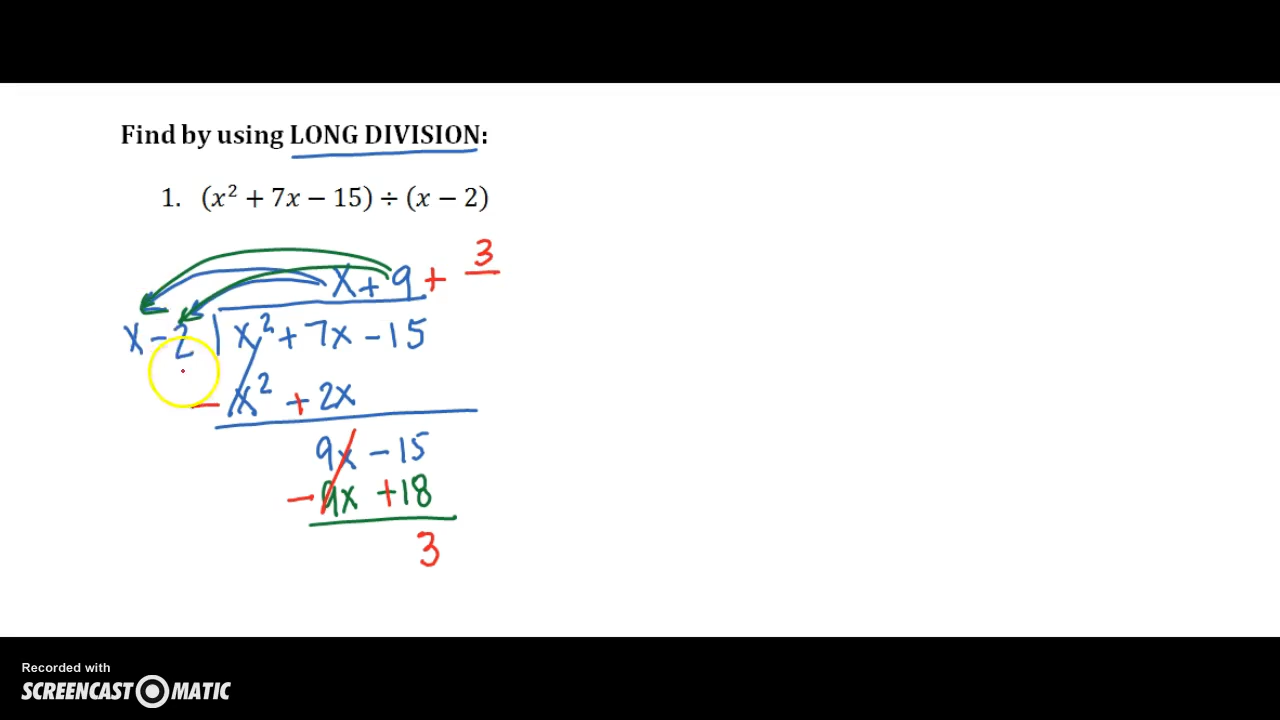 Find by using LONG DIVISION:
1. (x² + 7x − 15) ÷ (x − 2)
3
x + 9 +
x − 2 x² + 7x − 15
− x² + 2x
9x − 15
− 9x + 18
3
Recorded with
SCREENCAST MATIC